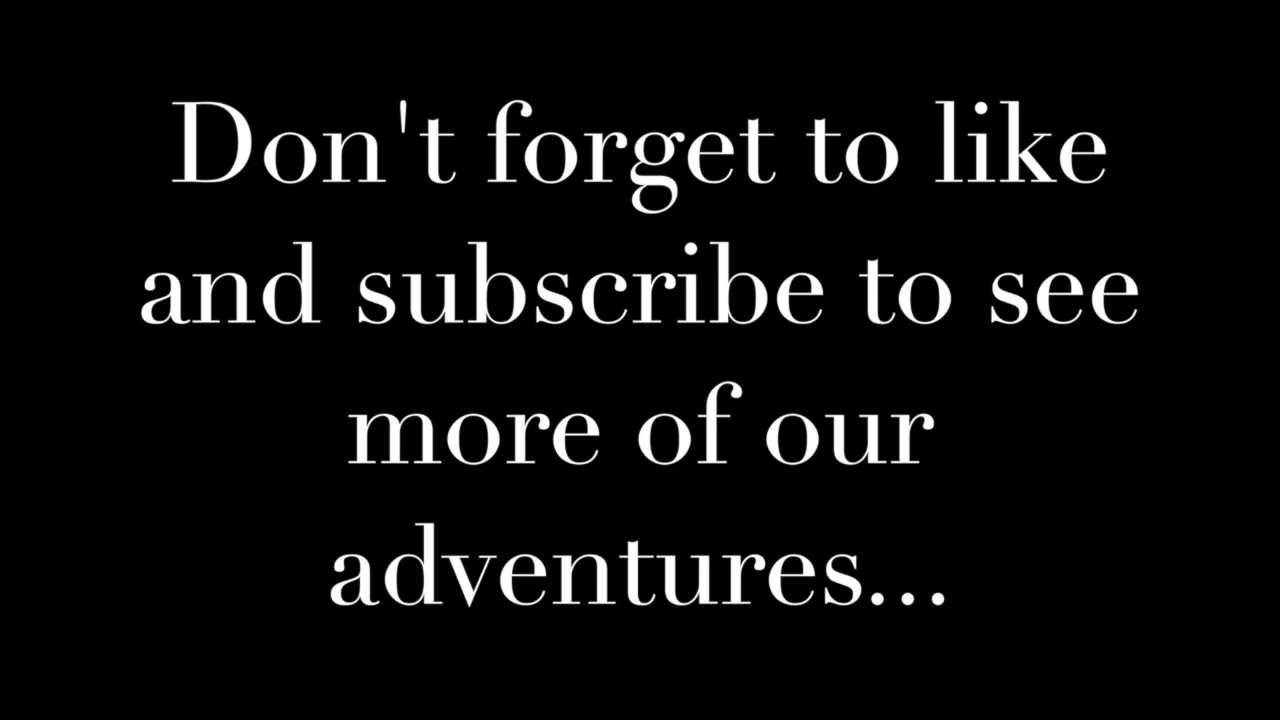 Don't forget to like
and subscribe to see
more of our
adventures...